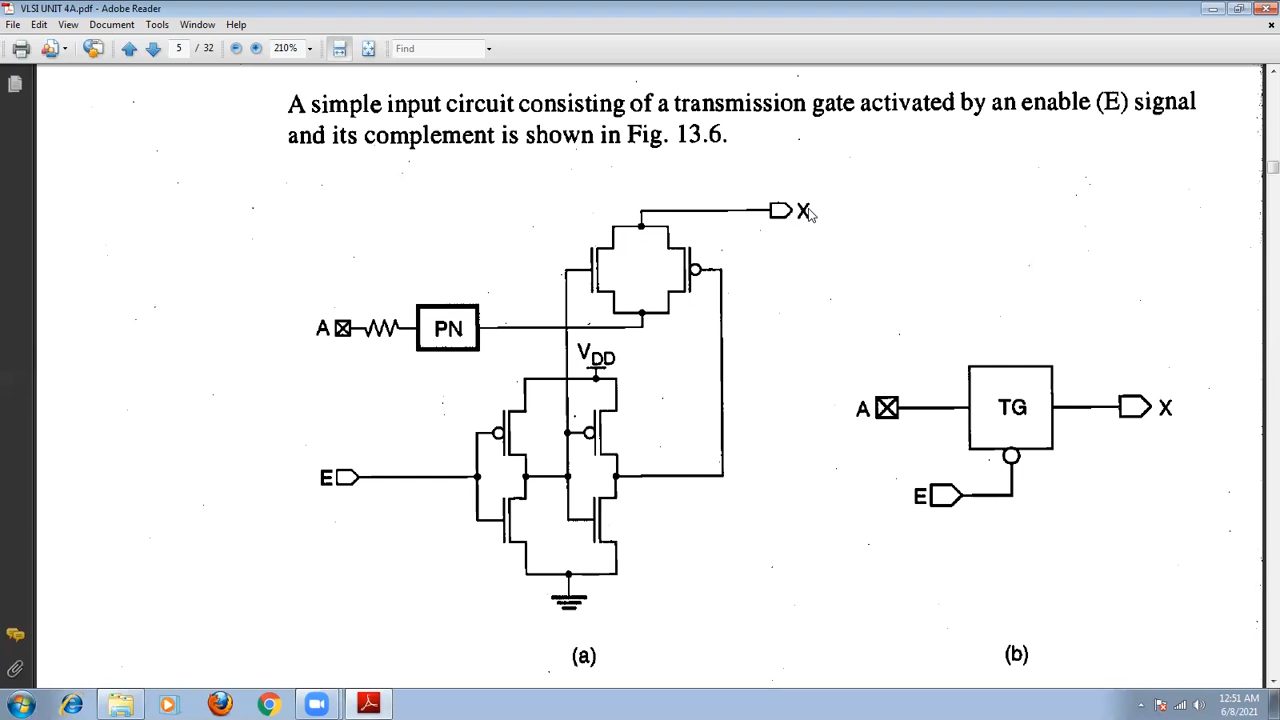 VLSI UNIT 4A.pdf - Adobe Reader
File Edit View Document Tools Window Help
5 / 32 210% Find
A simple input circuit consisting of a transmission gate activated by an enable (E) signal
and its complement is shown in Fig. 13.6.
X
A PN
VDD
A TG X
E
E
(a) (b)
12:51 AM
6/8/2021